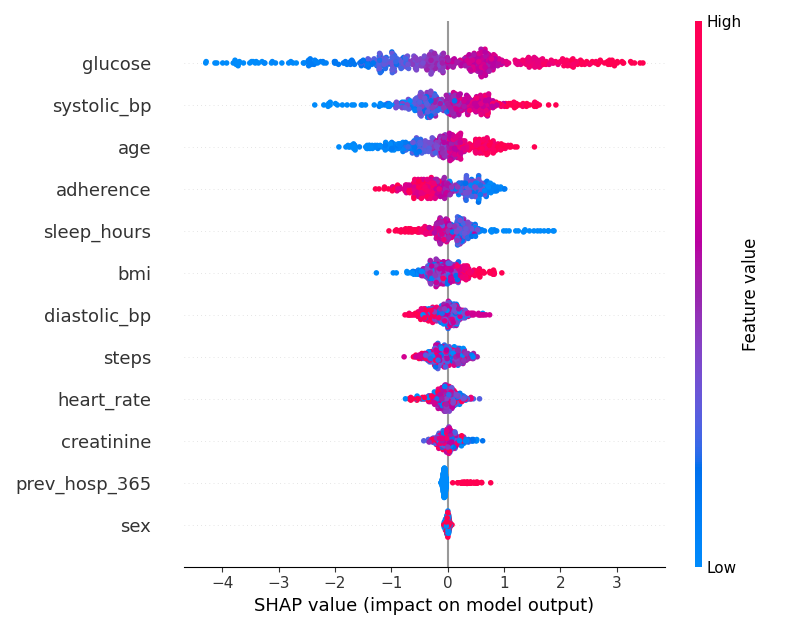 High
glucose
systolic_bp
age
adherence
sleep_hours
bmi
diastolic_bp
steps
heart_rate
creatinine
prev_hosp_365
sex
Feature value
Low
−4 −3 −2 −1 0 1 2 3
SHAP value (impact on model output)